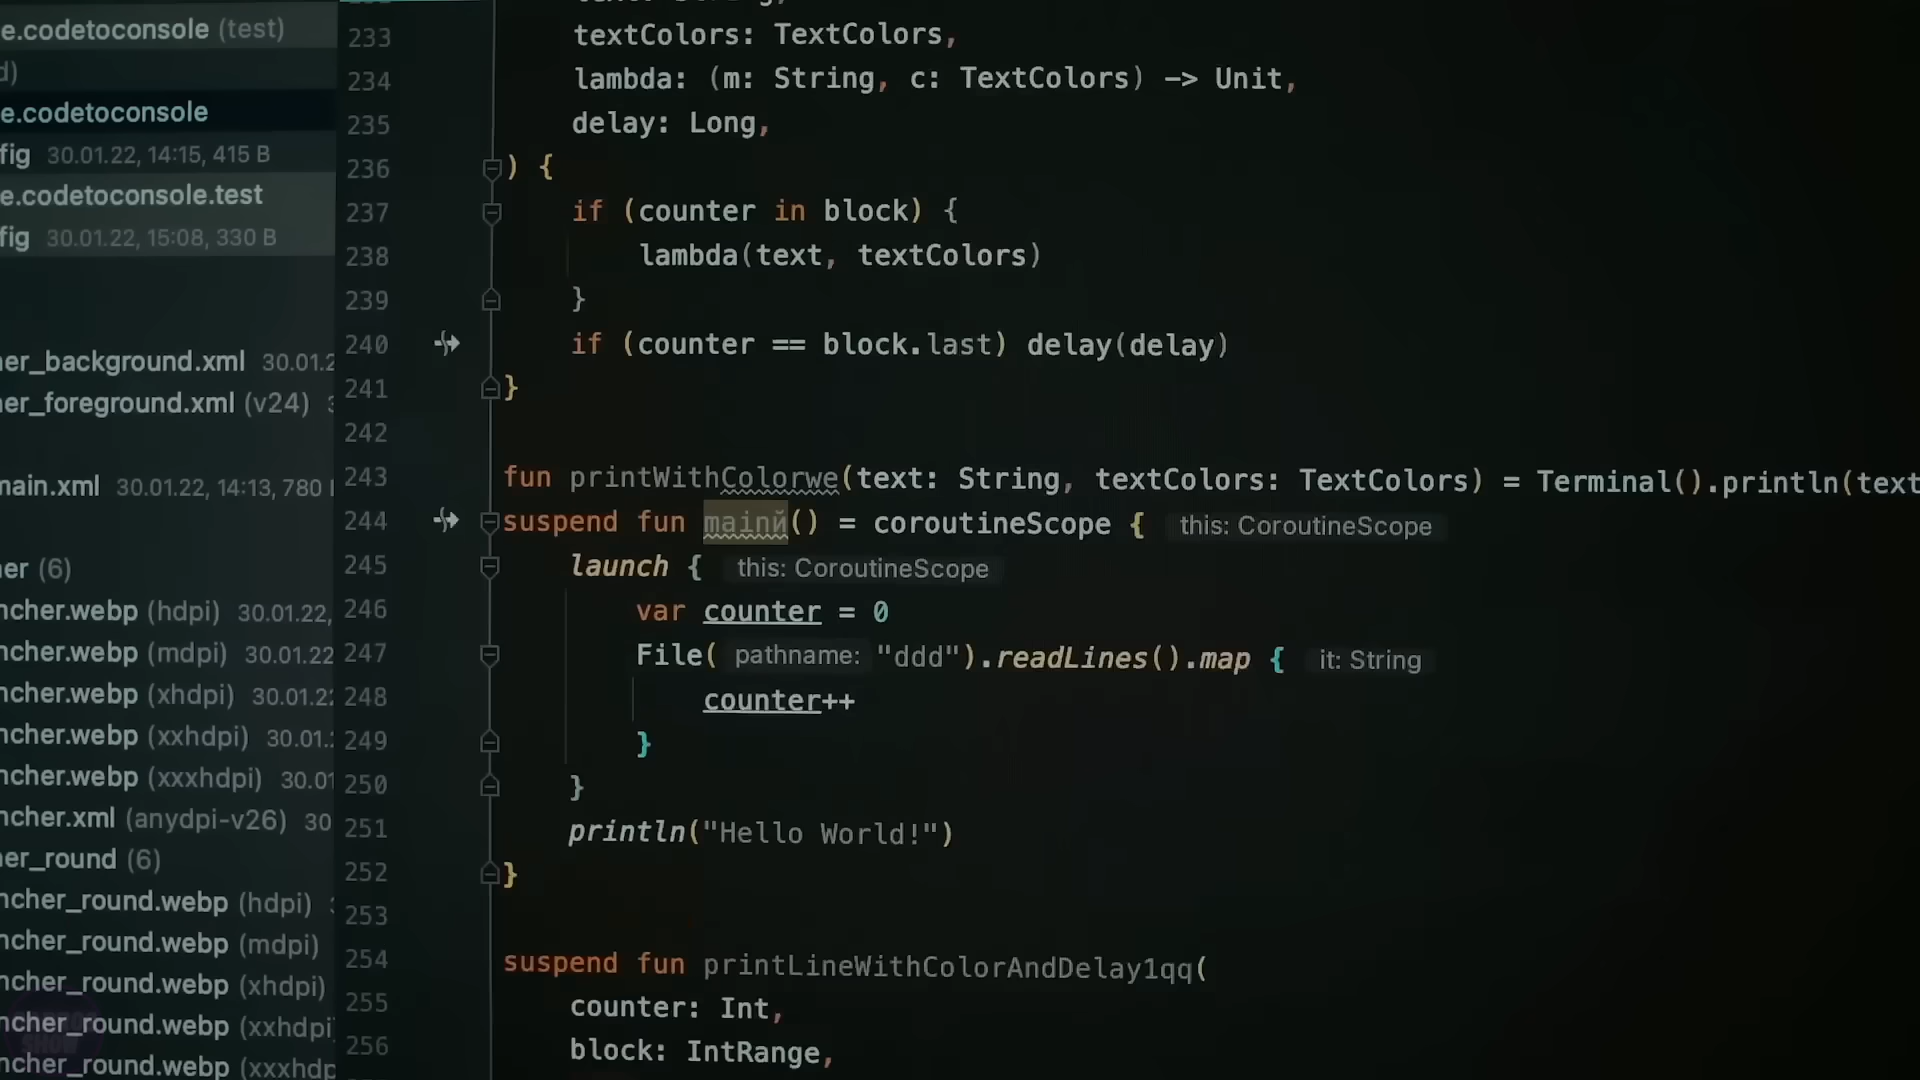 e.codetoconsole (test)
d)
e.codetoconsole
fig 30.01.22, 14:15, 415 B
e.codetoconsole.test
fig 30.01.22, 15:08, 330 B
er_background.xml 30.01.2
er_foreground.xml (v24)
main.xml 30.01.22, 14:13, 780
er (6)
ncher.webp (hdpi) 30.01.22,
ncher.webp (mdpi) 30.01.22
ncher.webp (xhdpi) 30.01.22
ncher.webp (xxhdpi) 30.01.
ncher.webp (xxxhdpi) 30.01
ncher.xml (anydpi-v26) 30
er_round (6)
ncher_round.webp (hdpi)
ncher_round.webp (mdpi)
ncher_round.webp (xhdpi)
ncher_round.webp (xxhdpi
ncher_round.webp (xxxhdp
233 textColors: TextColors,
234 lambda: (m: String, c: TextColors) -> Unit,
235 delay: Long,
236 ) {
237 if (counter in block) {
238 lambda(text, textColors)
239 }
240 if (counter == block.last) delay(delay)
241 }
242
243 fun printWithColorwe(text: String, textColors: TextColors) = Terminal().println(text
244 suspend fun mainй() = coroutineScope { this: CoroutineScope
245 launch { this: CoroutineScope
246 var counter = 0
247 File( pathname: "ddd").readLines().map { it: String
248 counter++
249 }
250 }
251 println("Hello World!")
252 }
253
254 suspend fun printLineWithColorAndDelay1qq(
255 counter: Int,
256 block: IntRange,
SHOW